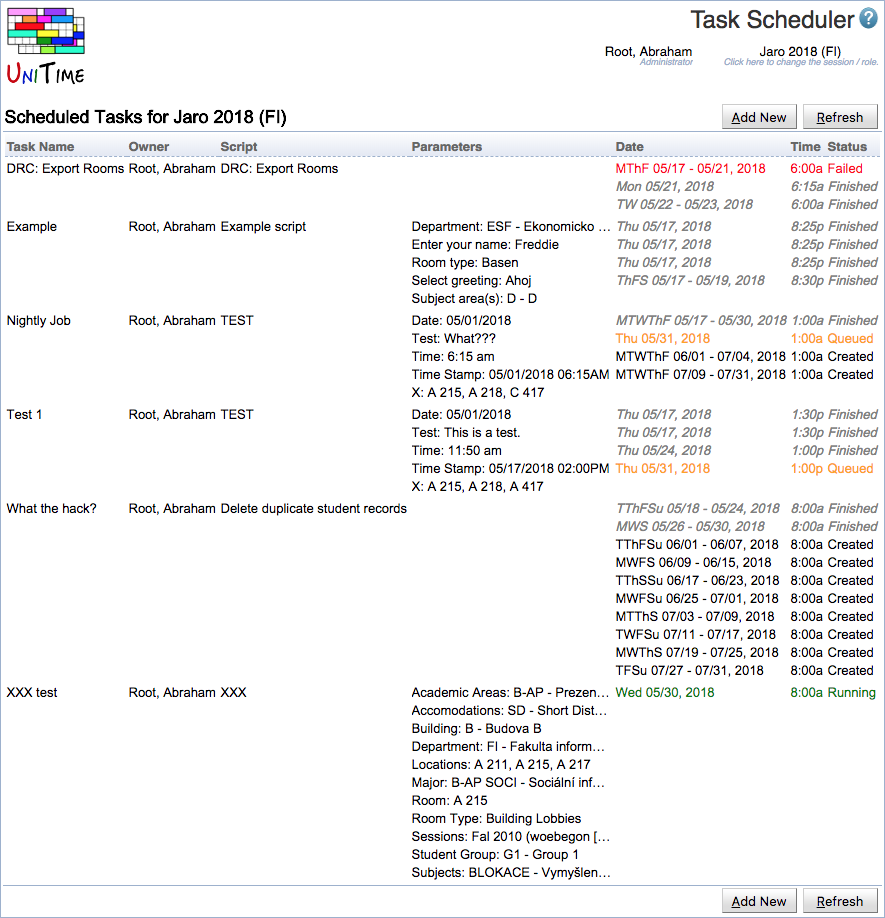 Task Scheduler ?
UNITIME
Root, Abraham Jaro 2018 (FI)
Administrator Click here to change the session / role.
Scheduled Tasks for Jaro 2018 (FI) Add New Refresh
Task Name Owner Script Parameters Date Time Status
DRC: Export Rooms Root, Abraham DRC: Export Rooms MThF 05/17 - 05/21, 2018 6:00a Failed
Mon 05/21, 2018 6:15a Finished
TW 05/22 - 05/23, 2018 6:00a Finished
Example Root, Abraham Example script Department: ESF - Ekonomicko ... Thu 05/17, 2018 8:25p Finished
Enter your name: Freddie Thu 05/17, 2018 8:25p Finished
Room type: Basen Thu 05/17, 2018 8:25p Finished
Select greeting: Ahoj ThFS 05/17 - 05/19, 2018 8:30p Finished
Subject area(s): D - D
Nightly Job Root, Abraham TEST Date: 05/01/2018 MTWThF 05/17 - 05/30, 2018 1:00a Finished
Test: What??? Thu 05/31, 2018 1:00a Queued
Time: 6:15 am MTWThF 06/01 - 07/04, 2018 1:00a Created
Time Stamp: 05/01/2018 06:15AM MTWThF 07/09 - 07/31, 2018 1:00a Created
X: A 215, A 218, C 417
Test 1 Root, Abraham TEST Date: 05/01/2018 Thu 05/17, 2018 1:30p Finished
Test: This is a test. Thu 05/17, 2018 1:30p Finished
Time: 11:50 am Thu 05/24, 2018 1:00p Finished
Time Stamp: 05/17/2018 02:00PM Thu 05/31, 2018 1:00p Queued
X: A 215, A 218, A 417
What the hack? Root, Abraham Delete duplicate student records TThFSu 05/18 - 05/24, 2018 8:00a Finished
MWS 05/26 - 05/30, 2018 8:00a Finished
TThFSu 06/01 - 06/07, 2018 8:00a Created
MWFS 06/09 - 06/15, 2018 8:00a Created
TThSSu 06/17 - 06/23, 2018 8:00a Created
MWFSu 06/25 - 07/01, 2018 8:00a Created
MTThS 07/03 - 07/09, 2018 8:00a Created
TWFSu 07/11 - 07/17, 2018 8:00a Created
MWThS 07/19 - 07/25, 2018 8:00a Created
TFSu 07/27 - 07/31, 2018 8:00a Created
XXX test Root, Abraham XXX Academic Areas: B-AP - Prezen... Wed 05/30, 2018 8:00a Running
Accomodations: SD - Short Dist...
Building: B - Budova B
Department: FI - Fakulta inform...
Locations: A 211, A 215, A 217
Major: B-AP SOCI - Sociální inf...
Room: A 215
Room Type: Building Lobbies
Sessions: Fal 2010 (woebegon [...
Student Group: G1 - Group 1
Subjects: BLOKACE - Vymyšlen...
Add New Refresh